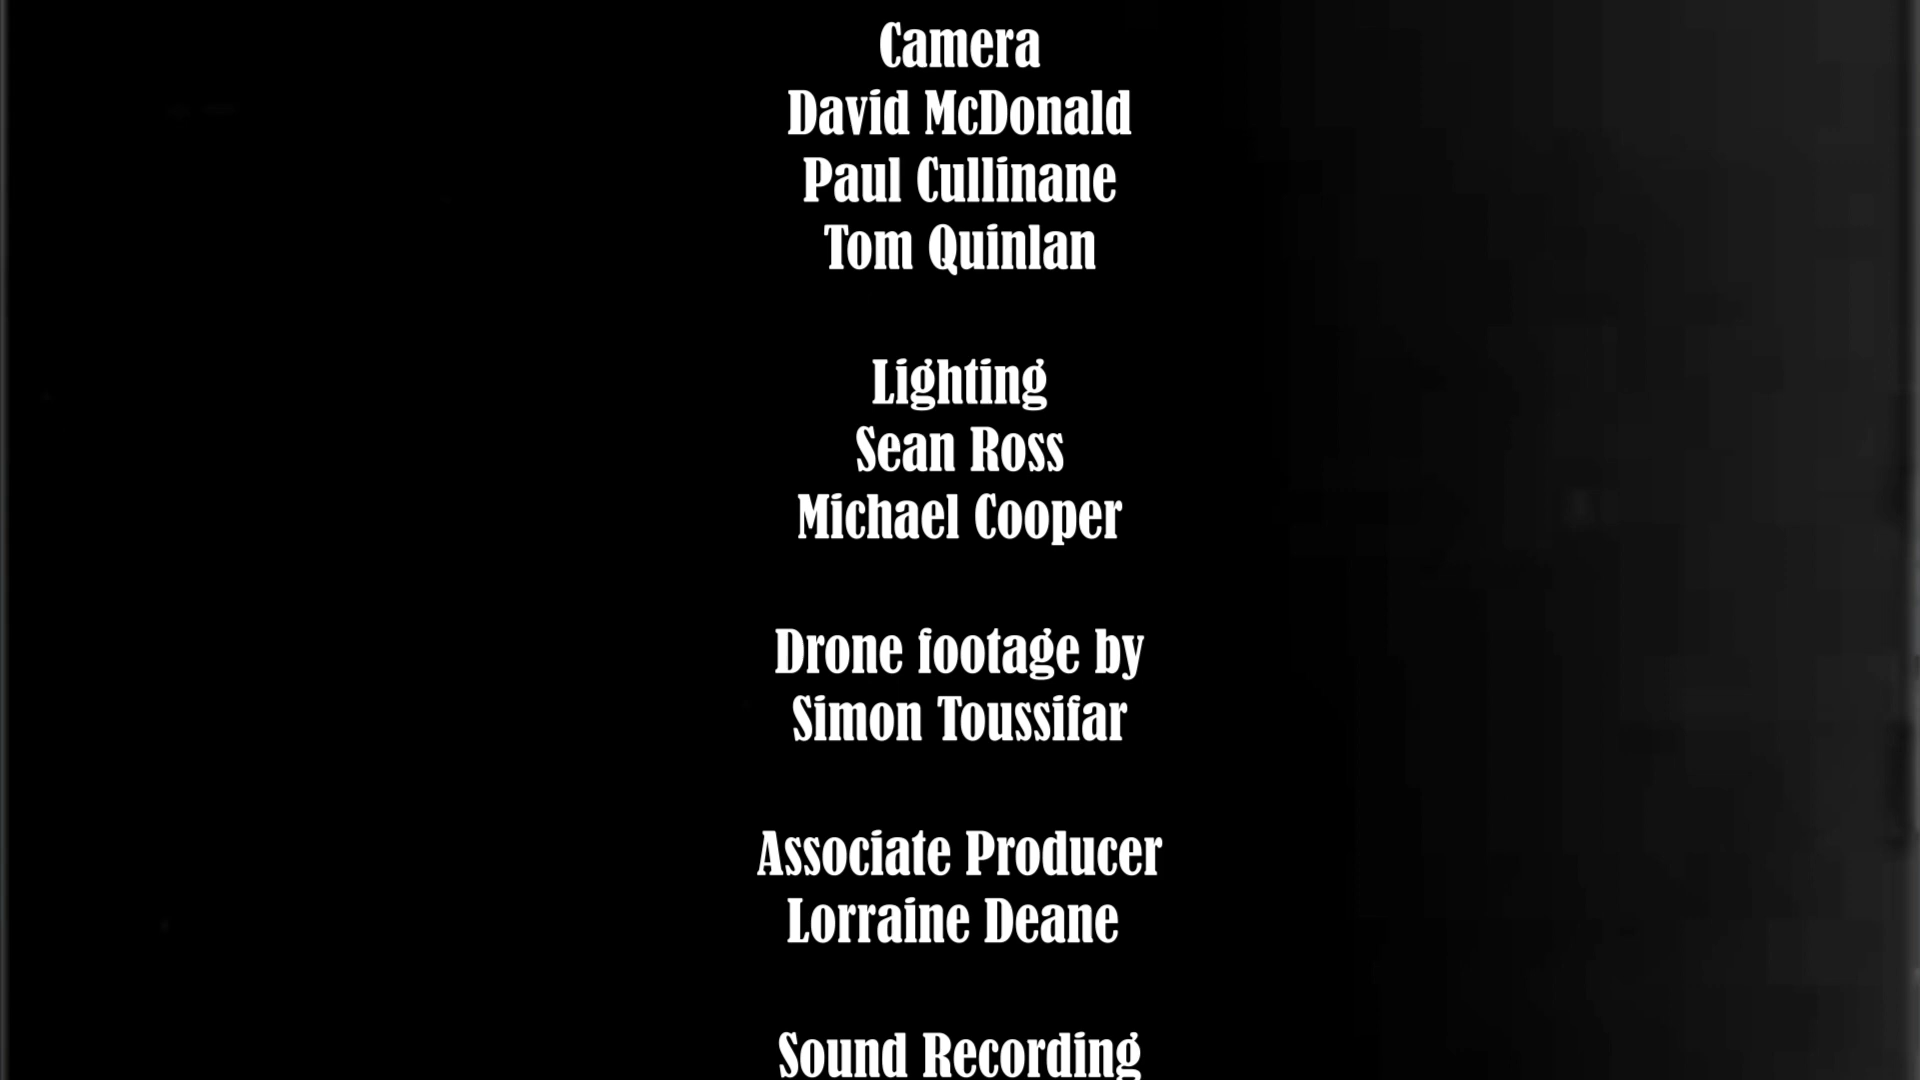 Camera
David McDonald
Paul Cullinane
Tom Quinlan
Lighting
Sean Ross
Michael Cooper
Drone footage by
Simon Toussifar
Associate Producer
Lorraine Deane
Sound Recording